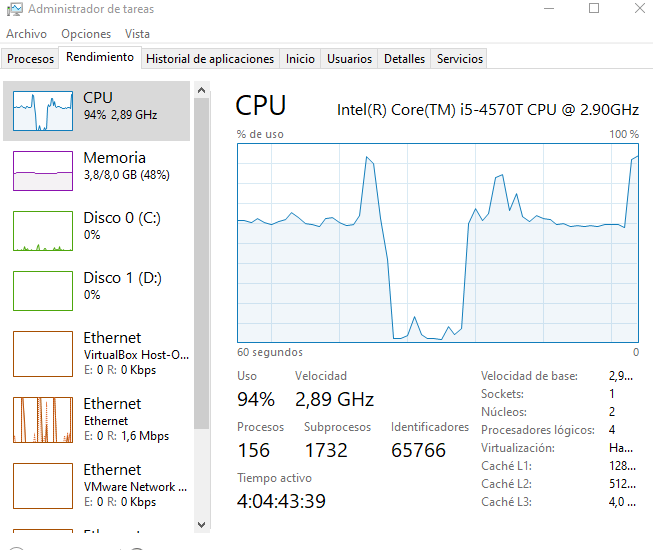 Administrador de tareas
Archivo Opciones Vista
Procesos Rendimiento Historial de aplicaciones Inicio Usuarios Detalles Servicios
CPU
94% 2,89 GHz
Memoria
3,8/8,0 GB (48%)
Disco 0 (C:)
0%
Disco 1 (D:)
0%
Ethernet
VirtualBox Host-O...
E: 0 R: 0 Kbps
Ethernet
Ethernet
E: 0 R: 1,6 Mbps
Ethernet
VMware Network ...
E: 0 R: 0 Kbps
CPU Intel(R) Core(TM) i5-4570T CPU @ 2.90GHz
% de uso 100 %
60 segundos 0
Uso Velocidad
94% 2,89 GHz
Procesos Subprocesos Identificadores
156 1732 65766
Tiempo activo
4:04:43:39
Velocidad de base: 2,9...
Sockets: 1
Núcleos: 2
Procesadores lógicos: 4
Virtualización: Ha...
Caché L1: 128...
Caché L2: 512...
Caché L3: 4,0 ...